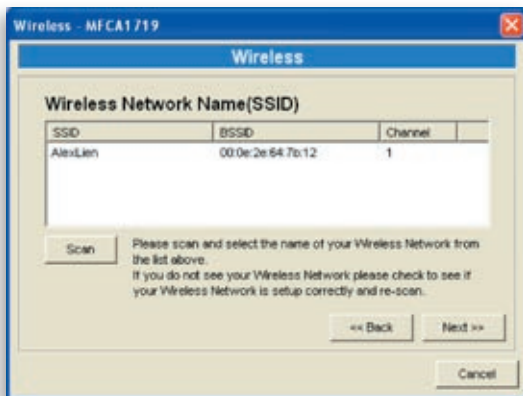 Wireless - MFCA1719
Wireless
Wireless Network Name(SSID)
SSID BSSID Channel
AlexLien 00:0e:2e:64:7b:12 1
Scan
Please scan and select the name of your Wireless Network from
the list above.
If you do not see your Wireless Network please check to see if
your Wireless Network is setup correctly and re-scan.
<< Back Next >>
Cancel